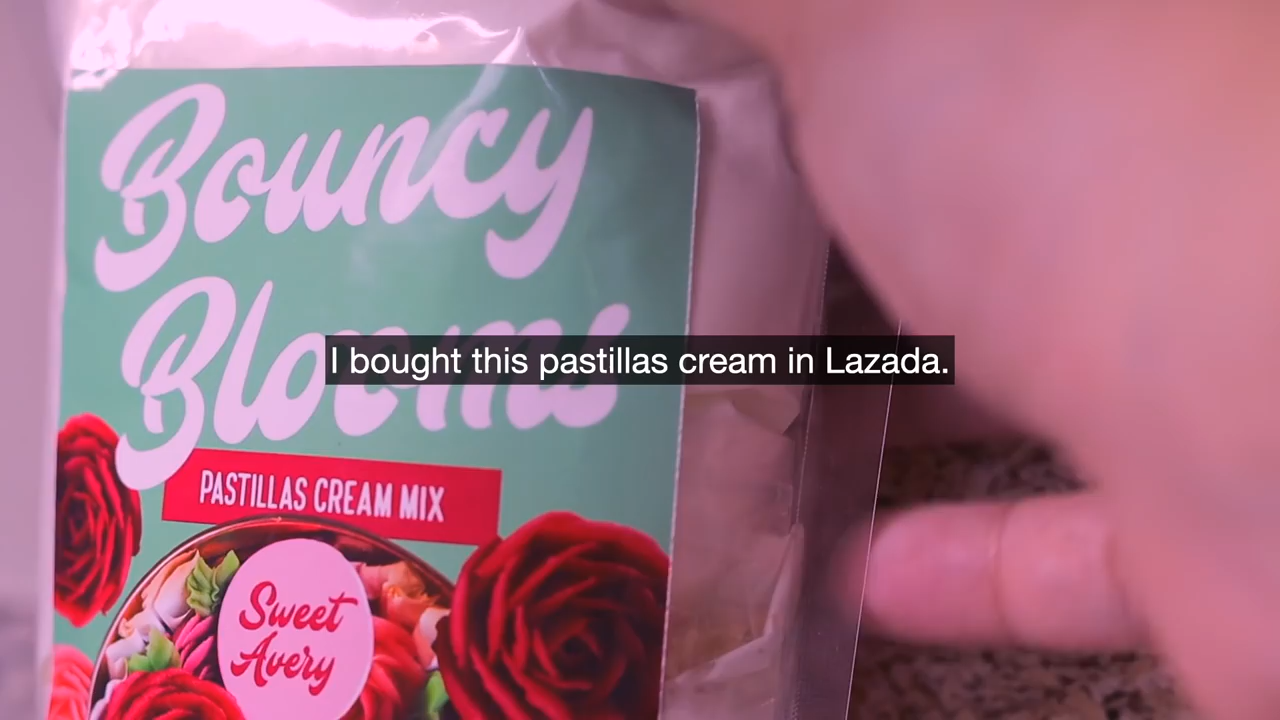 Bouncy
Blooms
I bought this pastillas cream in Lazada.
PASTILLAS CREAM MIX
Sweet
Avery